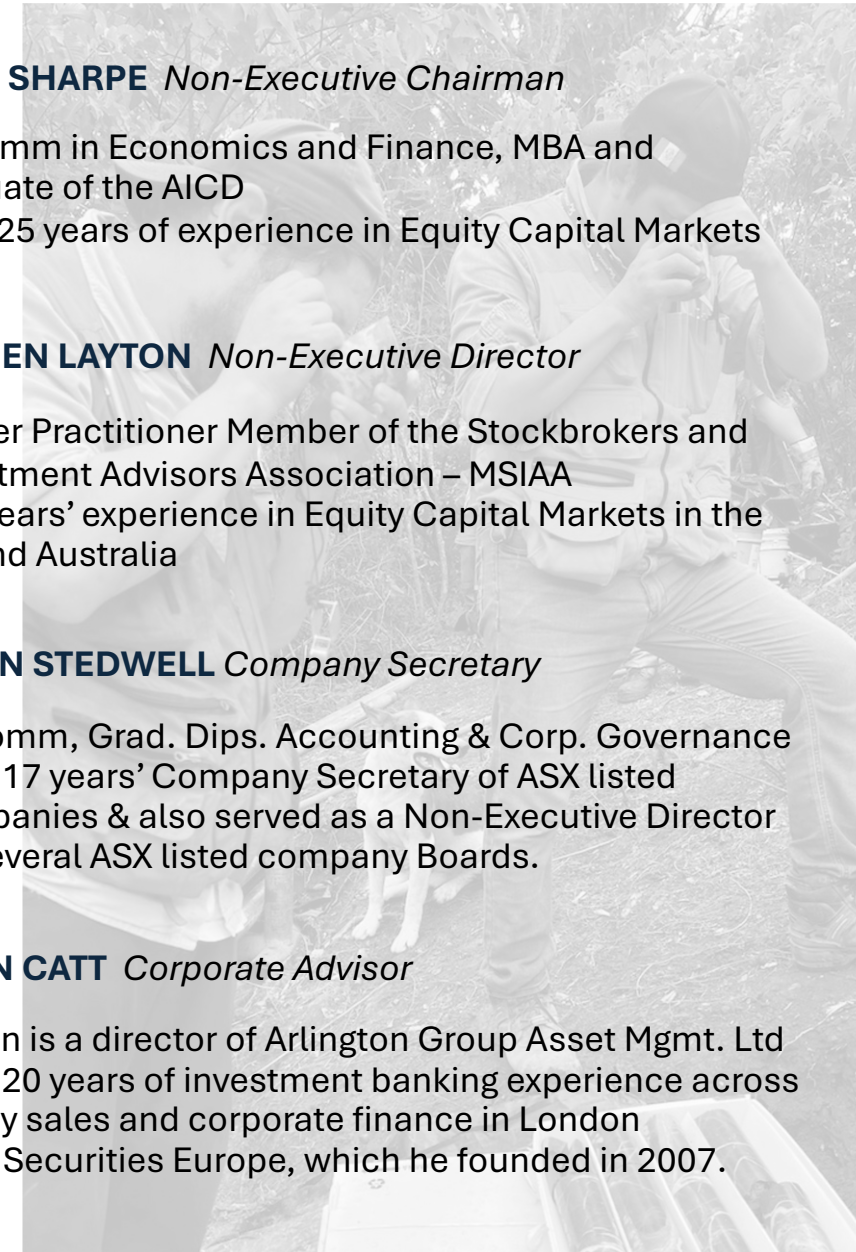 SHARPE Non-Executive Chairman
mm in Economics and Finance, MBA and
ate of the AICD
25 years of experience in Equity Capital Markets
EN LAYTON Non-Executive Director
er Practitioner Member of the Stockbrokers and
tment Advisors Association – MSIAA
ears’ experience in Equity Capital Markets in the
nd Australia
N STEDWELL Company Secretary
omm, Grad. Dips. Accounting & Corp. Governance
17 years’ Company Secretary of ASX listed
panies & also served as a Non-Executive Director
everal ASX listed company Boards.
N CATT Corporate Advisor
n is a director of Arlington Group Asset Mgmt. Ltd
20 years of investment banking experience across
y sales and corporate finance in London
Securities Europe, which he founded in 2007.